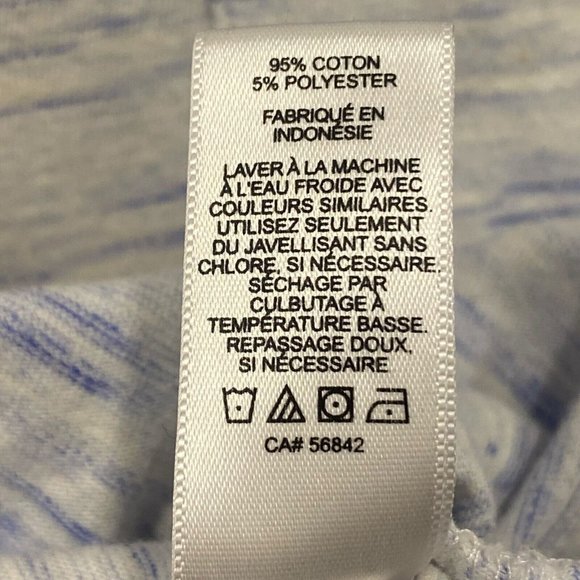 95% COTON
5% POLYESTER
FABRIQUÉ EN
INDONÉSIE
LAVER À LA MACHINE
À L'EAU FROIDE AVEC
COULEURS SIMILAIRES.
UTILISEZ SEULEMENT
DU JAVELLISANT SANS
CHLORE, SI NÉCESSAIRE.
SÉCHAGE PAR
CULBUTAGE À
TEMPÉRATURE BASSE.
REPASSAGE DOUX,
SI NÉCESSAIRE
CA# 56842